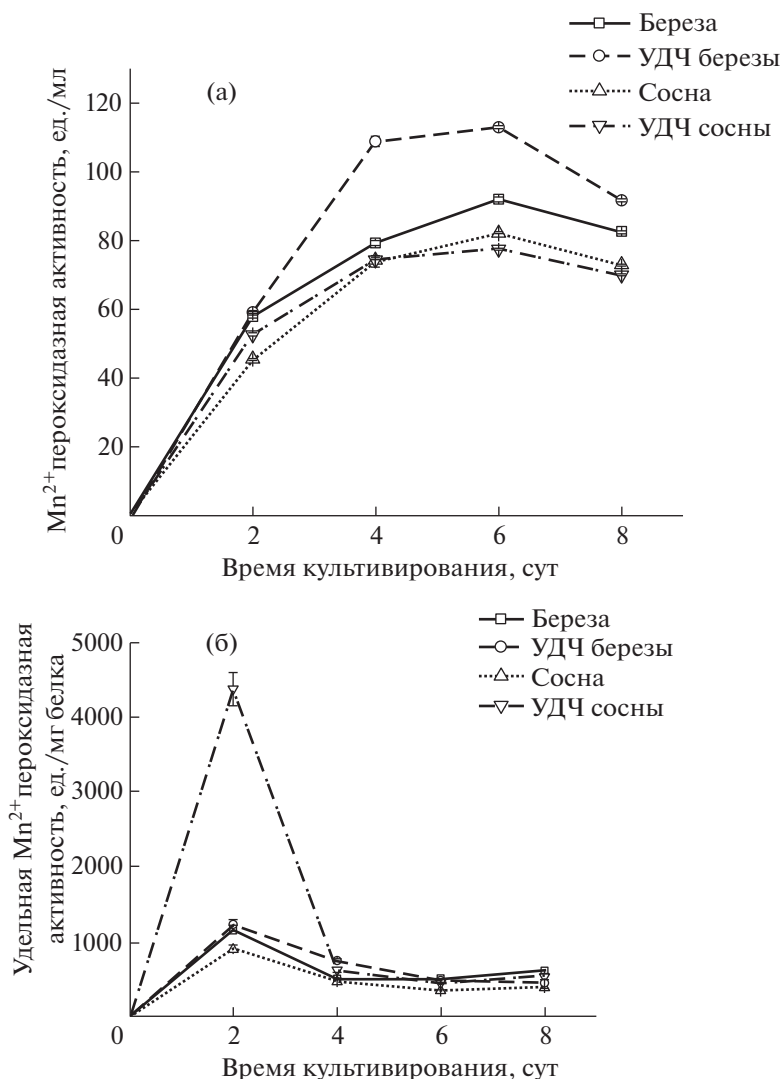 Береза
УДЧ березы
Сосна
УДЧ сосны
(а)
Mn²⁺пероксидазная активность, ед./мл
120
100
80
60
40
20
0
2
4
6
8
Время культивирования, сут
Береза
УДЧ березы
Сосна
УДЧ сосны
(б)
Удельная Mn²⁺пероксидазная
активность, ед./мг белка
5000
4000
3000
2000
1000
0
2
4
6
8
Время культивирования, сут